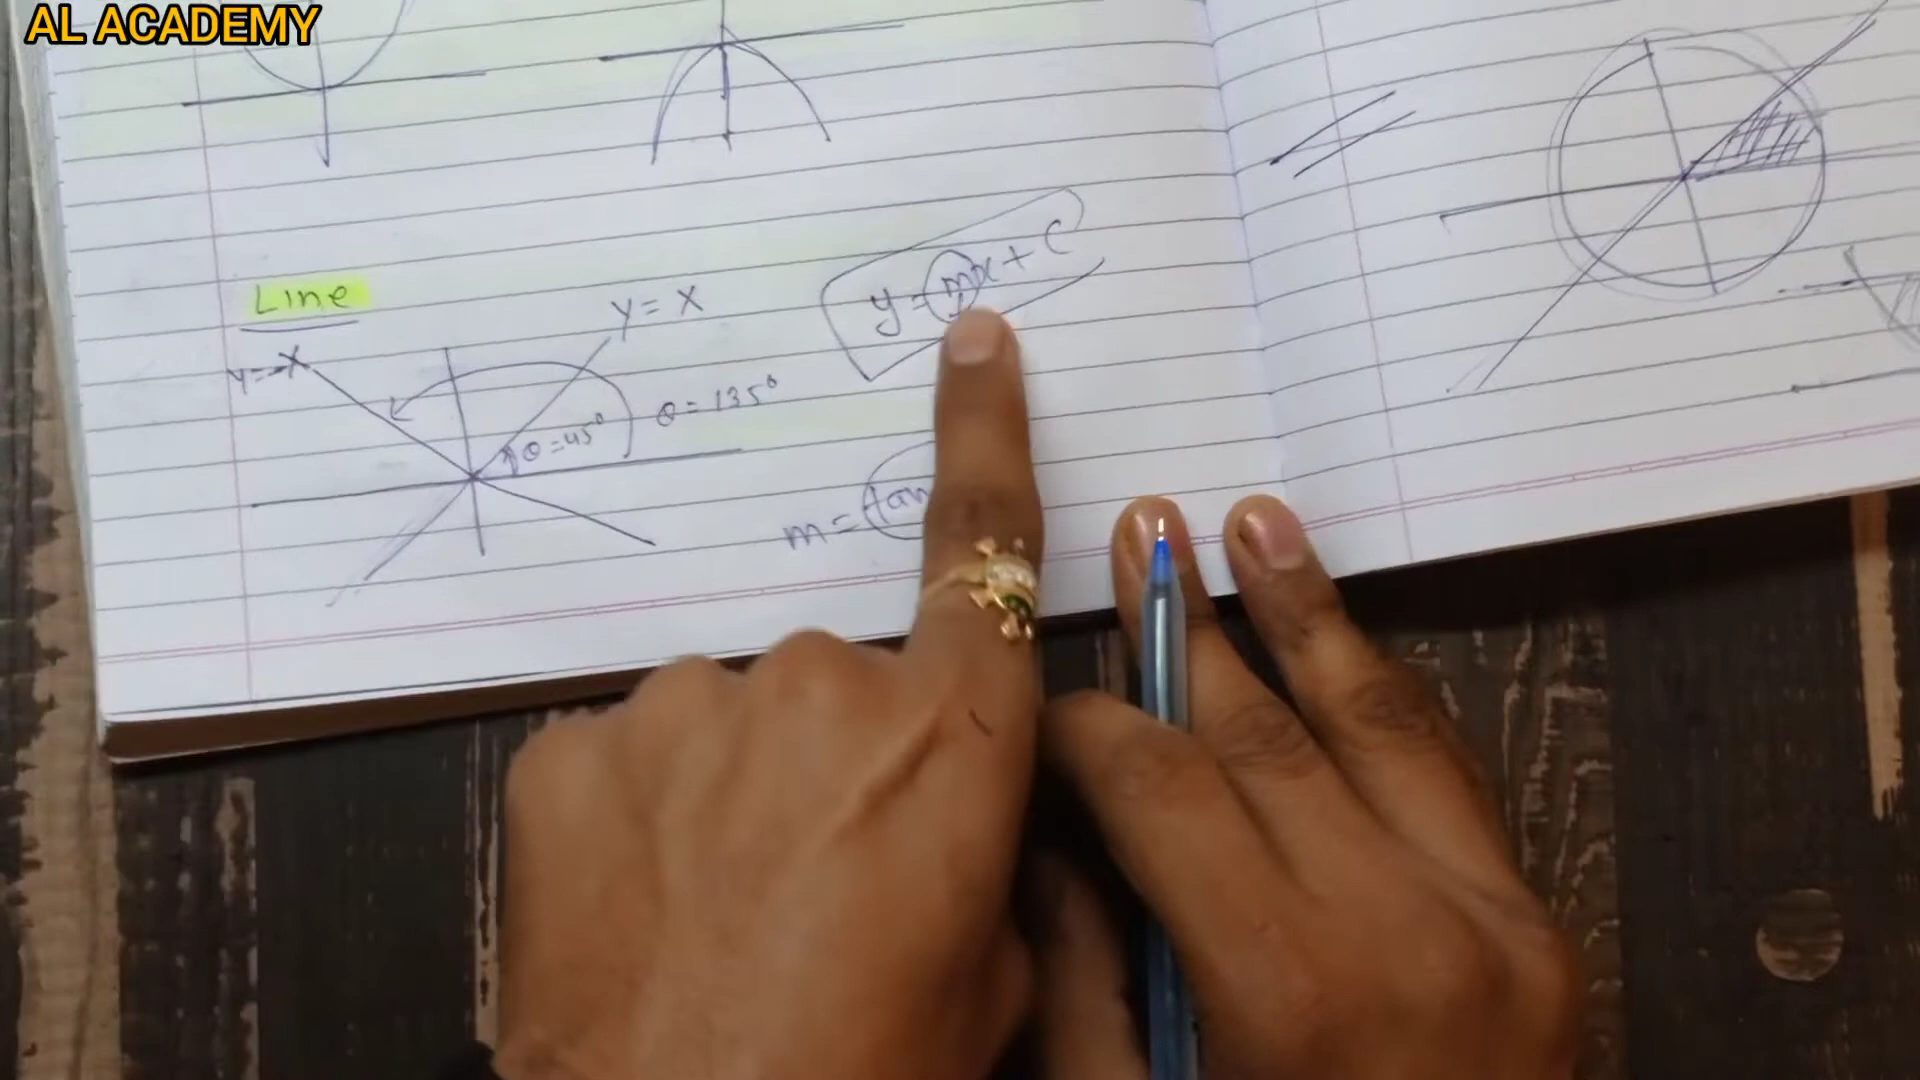 AL ACADEMY
Line
y = -x
y = x
θ = 45°
θ = 135°
y = mx + c
m = tan